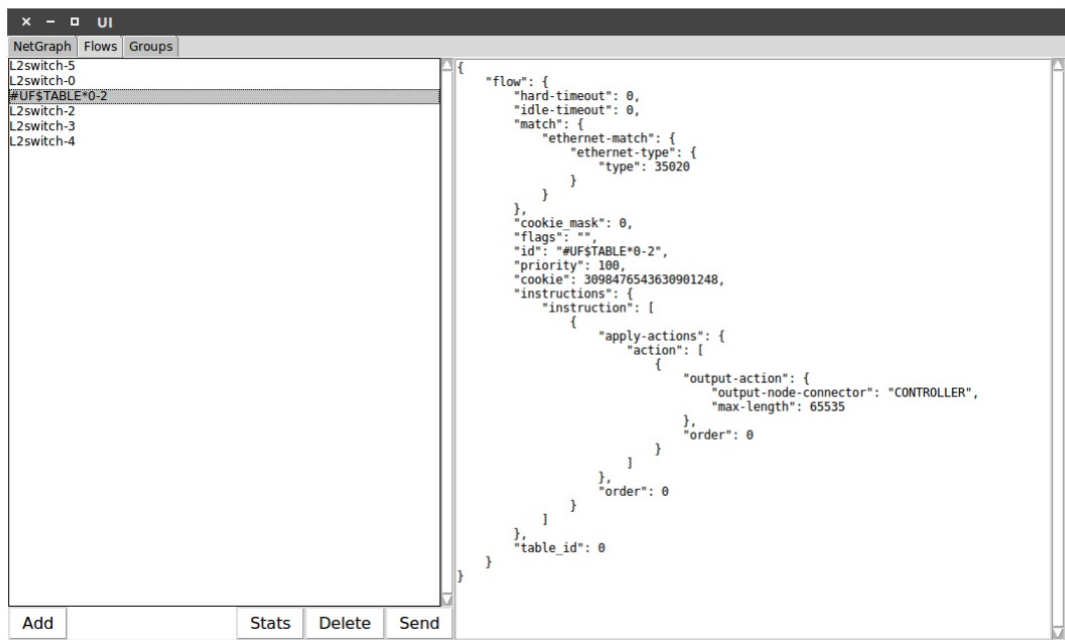 UI
NetGraph Flows Groups
L2switch-5
L2switch-0
#UF$TABLE*0-2
L2switch-2
L2switch-3
L2switch-4
Add Stats Delete Send
{
    "flow": {
        "hard-timeout": 0,
        "idle-timeout": 0,
        "match": {
            "ethernet-match": {
                "ethernet-type": {
                    "type": 35020
                }
            }
        },
        "cookie_mask": 0,
        "flags": "",
        "id": "#UF$TABLE*0-2",
        "priority": 100,
        "cookie": 3098476543630901248,
        "instructions": {
            "instruction": [
                {
                    "apply-actions": {
                        "action": [
                            {
                                "output-action": {
                                    "output-node-connector": "CONTROLLER",
                                    "max-length": 65535
                                },
                                "order": 0
                            }
                        ]
                    },
                    "order": 0
                }
            ]
        },
        "table_id": 0
    }
}